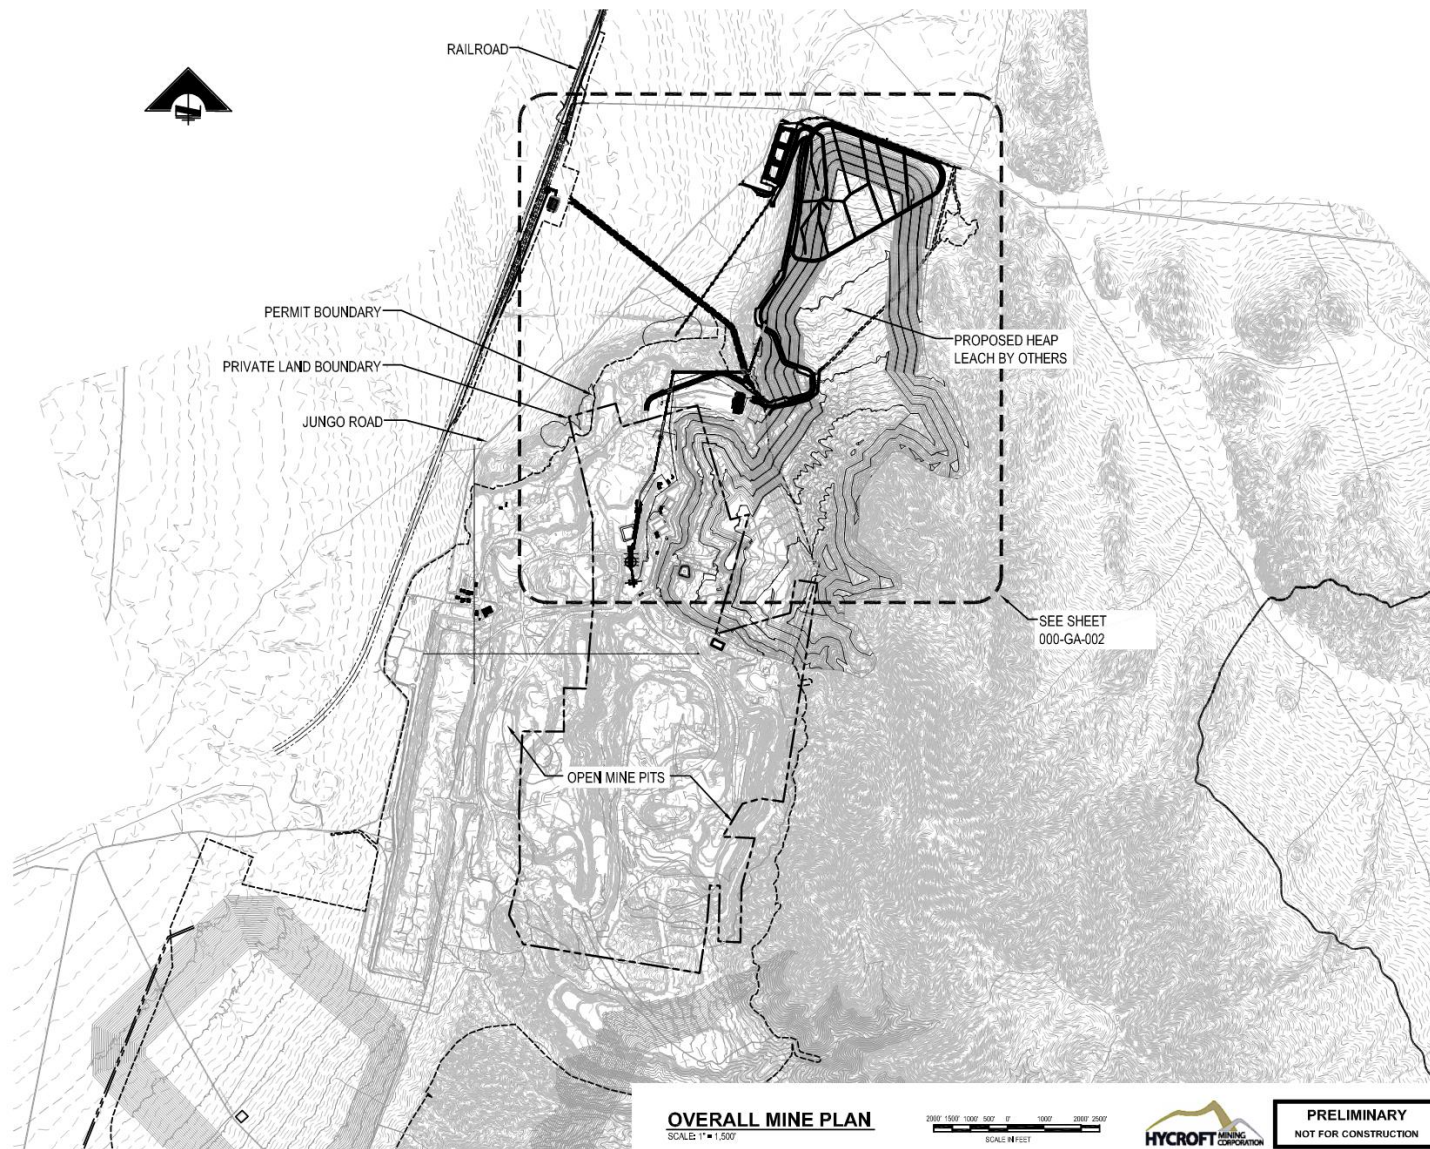 RAILROAD
PERMIT BOUNDARY
PRIVATE LAND BOUNDARY
JUNGO ROAD
PROPOSED HEAP
LEACH BY OTHERS
SEE SHEET
000-GA-002
OPEN MINE PITS
OVERALL MINE PLAN
SCALE: 1" = 1,500'
2000' 1500' 1000' 500' 0' 1000' 2000' 2500'
SCALE IN FEET
HYCROFT MINING
CORPORATION
PRELIMINARY
NOT FOR CONSTRUCTION